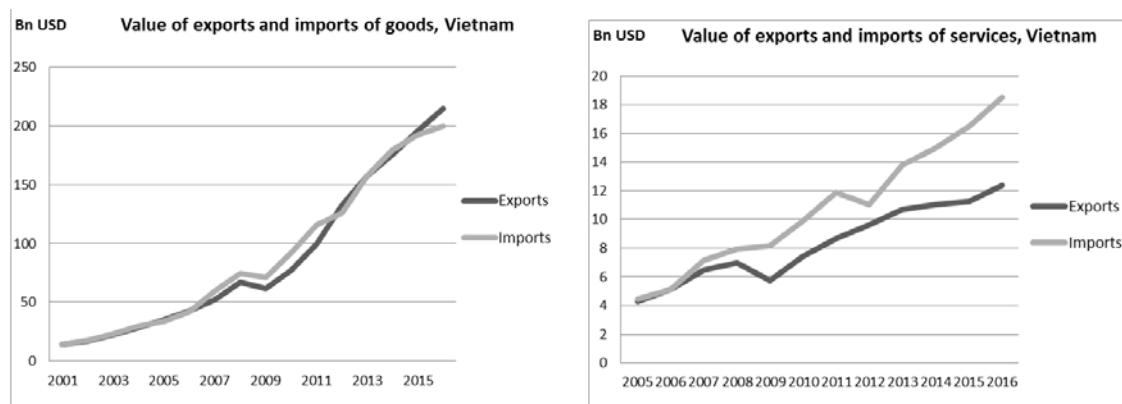 Bn USD Value of exports and imports of goods, Vietnam
250
200
150
100
50
0
2001 2003 2005 2007 2009 2011 2013 2015
Exports
Imports
Bn USD Value of exports and imports of services, Vietnam
20
18
16
14
12
10
8
6
4
2
0
2005 2006 2007 2008 2009 2010 2011 2012 2013 2014 2015 2016
Exports
Imports